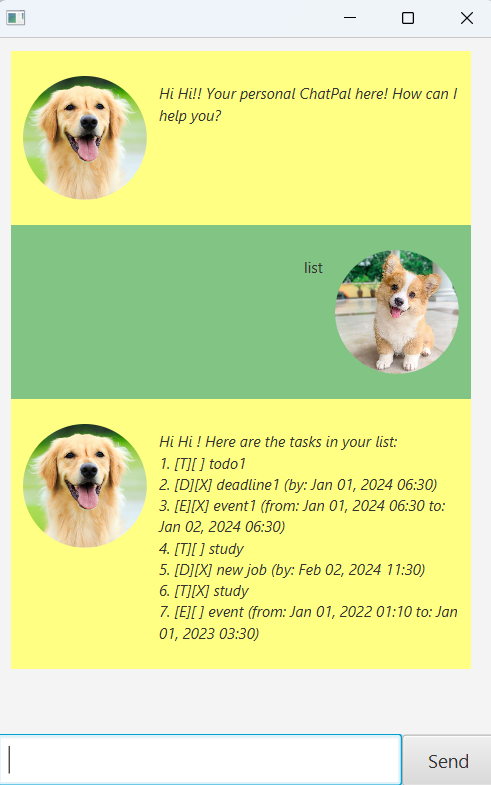 Hi Hi!! Your personal ChatPal here! How can I
help you?
list
Hi Hi ! Here are the tasks in your list:
1. [T][ ] todo1
2. [D][X] deadline1 (by: Jan 01, 2024 06:30)
3. [E][X] event1 (from: Jan 01, 2024 06:30 to:
Jan 02, 2024 06:30)
4. [T][ ] study
5. [D][X] new job (by: Feb 02, 2024 11:30)
6. [T][X] study
7. [E][ ] event (from: Jan 01, 2022 01:10 to: Jan
01, 2023 03:30)
Send